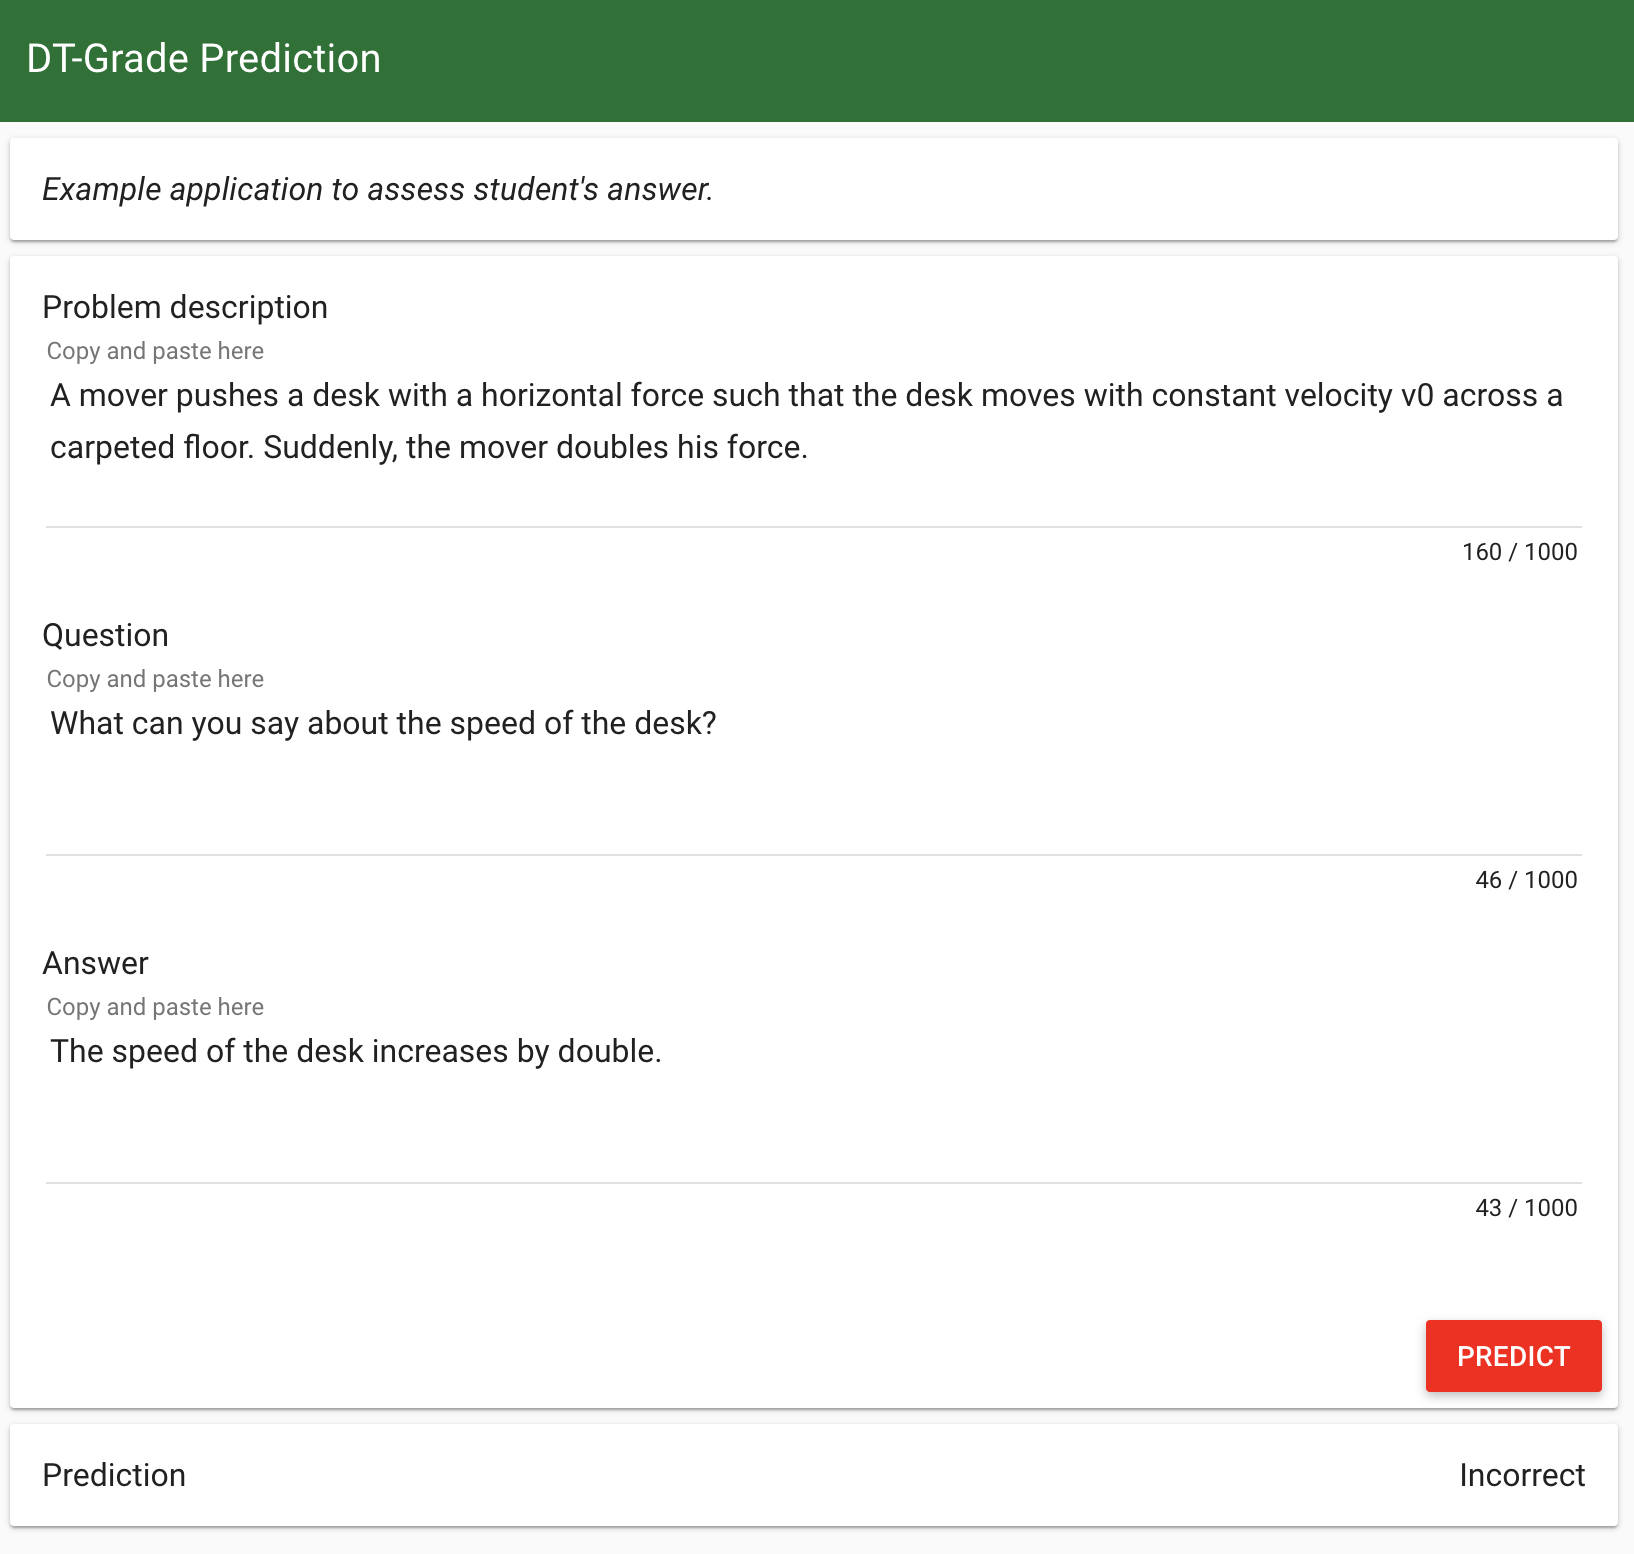 DT-Grade Prediction
Example application to assess student's answer.
Problem description
Copy and paste here
A mover pushes a desk with a horizontal force such that the desk moves with constant velocity v0 across a
carpeted floor. Suddenly, the mover doubles his force.
160 / 1000
Question
Copy and paste here
What can you say about the speed of the desk?
46 / 1000
Answer
Copy and paste here
The speed of the desk increases by double.
43 / 1000
PREDICT
Prediction
Incorrect